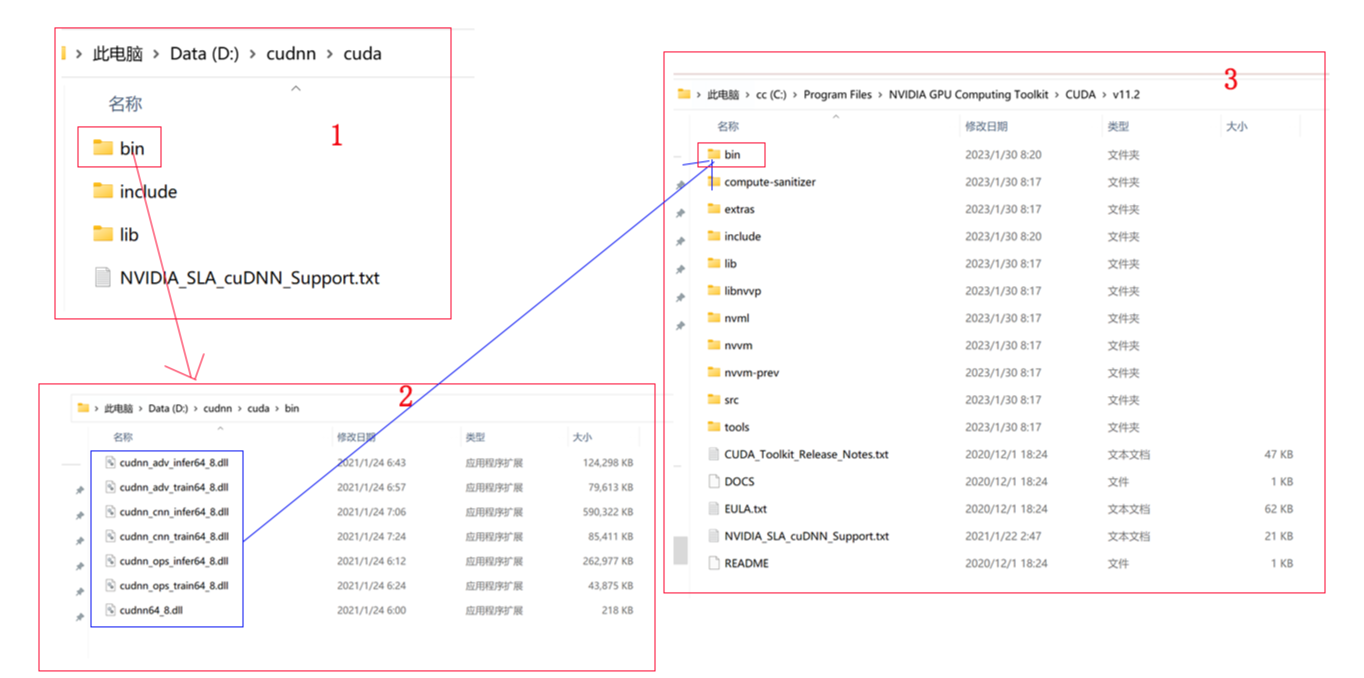 此电脑 > Data (D:) > cudnn > cuda
名称
1
bin
include
lib
NVIDIA_SLA_cuDNN_Support.txt
2
此电脑 > Data (D:) > cudnn > cuda > bin
名称 修改日期 类型 大小
cudnn_adv_infer64_8.dll 2021/1/24 6:43 应用程序扩展 124,298 KB
cudnn_adv_train64_8.dll 2021/1/24 6:57 应用程序扩展 79,613 KB
cudnn_cnn_infer64_8.dll 2021/1/24 7:06 应用程序扩展 590,322 KB
cudnn_cnn_train64_8.dll 2021/1/24 7:24 应用程序扩展 85,411 KB
cudnn_ops_infer64_8.dll 2021/1/24 6:12 应用程序扩展 262,977 KB
cudnn_ops_train64_8.dll 2021/1/24 6:24 应用程序扩展 43,875 KB
cudnn64_8.dll 2021/1/24 6:00 应用程序扩展 218 KB
3
此电脑 > cc (C:) > Program Files > NVIDIA GPU Computing Toolkit > CUDA > v11.2
名称 修改日期 类型 大小
bin 2023/1/30 8:20 文件夹
compute-sanitizer 2023/1/30 8:17 文件夹
extras 2023/1/30 8:17 文件夹
include 2023/1/30 8:20 文件夹
lib 2023/1/30 8:17 文件夹
libnvvp 2023/1/30 8:17 文件夹
nvml 2023/1/30 8:17 文件夹
nvvm 2023/1/30 8:17 文件夹
nvvm-prev 2023/1/30 8:17 文件夹
src 2023/1/30 8:17 文件夹
tools 2023/1/30 8:17 文件夹
CUDA_Toolkit_Release_Notes.txt 2020/12/1 18:24 文本文档 47 KB
DOCS 2020/12/1 18:24 文件 1 KB
EULA.txt 2020/12/1 18:24 文本文档 62 KB
NVIDIA_SLA_cuDNN_Support.txt 2021/1/22 2:47 文本文档 21 KB
README 2020/12/1 18:24 文件 1 KB